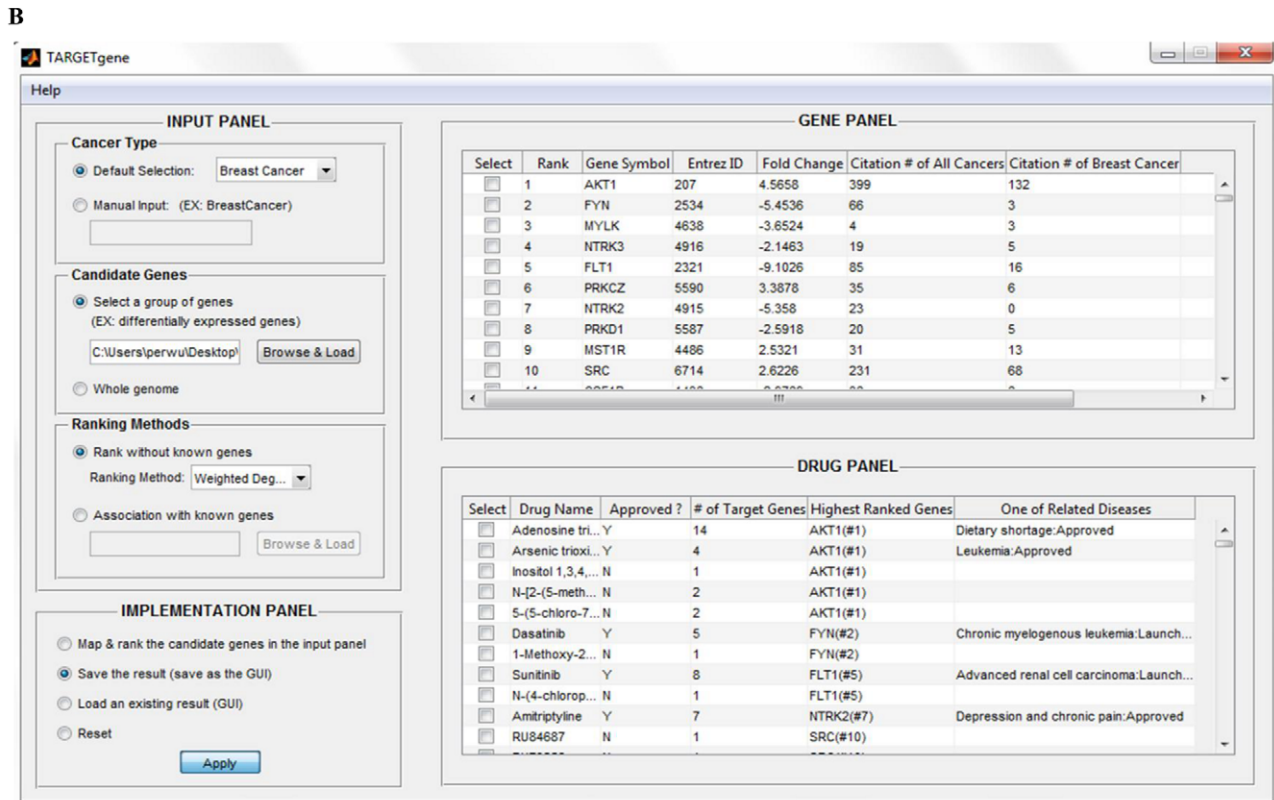 B
TARGETgene
Help
INPUT PANEL
Cancer Type
Default Selection: Breast Cancer
Manual Input: (EX: BreastCancer)
Candidate Genes
Select a group of genes
(EX: differentially expressed genes)
C:\Users\perwu\Desktop\ Browse & Load
Whole genome
Ranking Methods
Rank without known genes
Ranking Method: Weighted Deg...
Association with known genes
Browse & Load
IMPLEMENTATION PANEL
Map & rank the candidate genes in the input panel
Save the result (save as the GUI)
Load an existing result (GUI)
Reset
Apply
GENE PANEL
Select Rank Gene Symbol Entrez ID Fold Change Citation # of All Cancers Citation # of Breast Cancer
1 AKT1 207 4.5658 399 132
2 FYN 2534 -5.4536 66 3
3 MYLK 4638 -3.6524 4 3
4 NTRK3 4916 -2.1463 19 5
5 FLT1 2321 -9.1026 85 16
6 PRKCZ 5590 3.3878 35 6
7 NTRK2 4915 -5.358 23 0
8 PRKD1 5587 -2.5918 20 5
9 MST1R 4486 2.5321 31 13
10 SRC 6714 2.6226 231 68
DRUG PANEL
Select Drug Name Approved ? # of Target Genes Highest Ranked Genes One of Related Diseases
Adenosine tri... Y 14 AKT1(#1) Dietary shortage:Approved
Arsenic trioxi... Y 4 AKT1(#1) Leukemia:Approved
Inositol 1,3,4,... N 1 AKT1(#1)
N-[2-(5-meth... N 2 AKT1(#1)
5-(5-chloro-7... N 2 AKT1(#1)
Dasatinib Y 5 FYN(#2) Chronic myelogenous leukemia:Launch...
1-Methoxy-2... N 1 FYN(#2)
Sunitinib Y 8 FLT1(#5) Advanced renal cell carcinoma:Launch...
N-(4-chlorop... N 1 FLT1(#5)
Amitriptyline Y 7 NTRK2(#7) Depression and chronic pain:Approved
RU84687 N 1 SRC(#10)